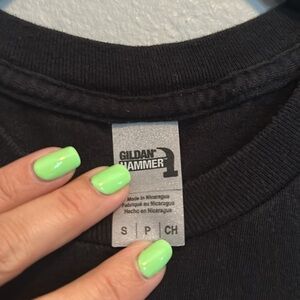 GILDAN
HAMMER
Made in Nicaragua
Fabriqué au Nicaragua
Hecho en Nicaragua
S P CH